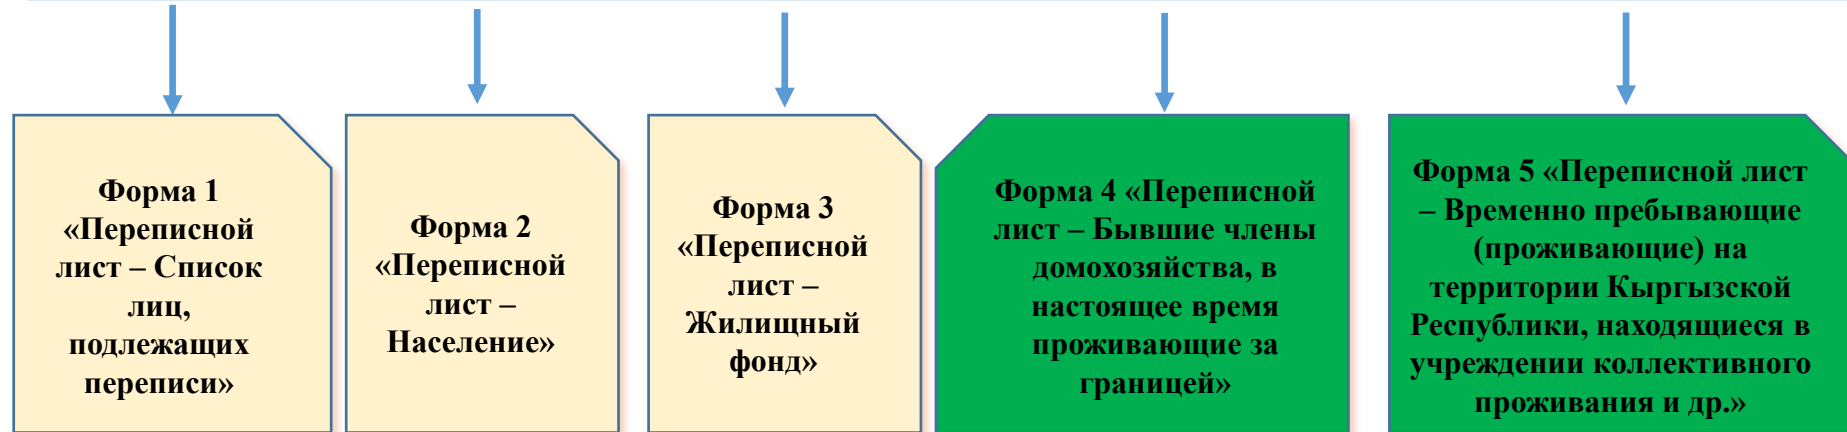 Форма 1
«Переписной
лист – Список
лиц,
подлежащих
переписи»
Форма 2
«Переписной
лист –
Население»
Форма 3
«Переписной
лист –
Жилищный
фонд»
Форма 4 «Переписной
лист – Бывшие члены
домохозяйства, в
настоящее время
проживающие за
границей»
Форма 5 «Переписной лист
– Временно пребывающие
(проживающие) на
территории Кыргызской
Республики, находящиеся в
учреждении коллективного
проживания и др.»